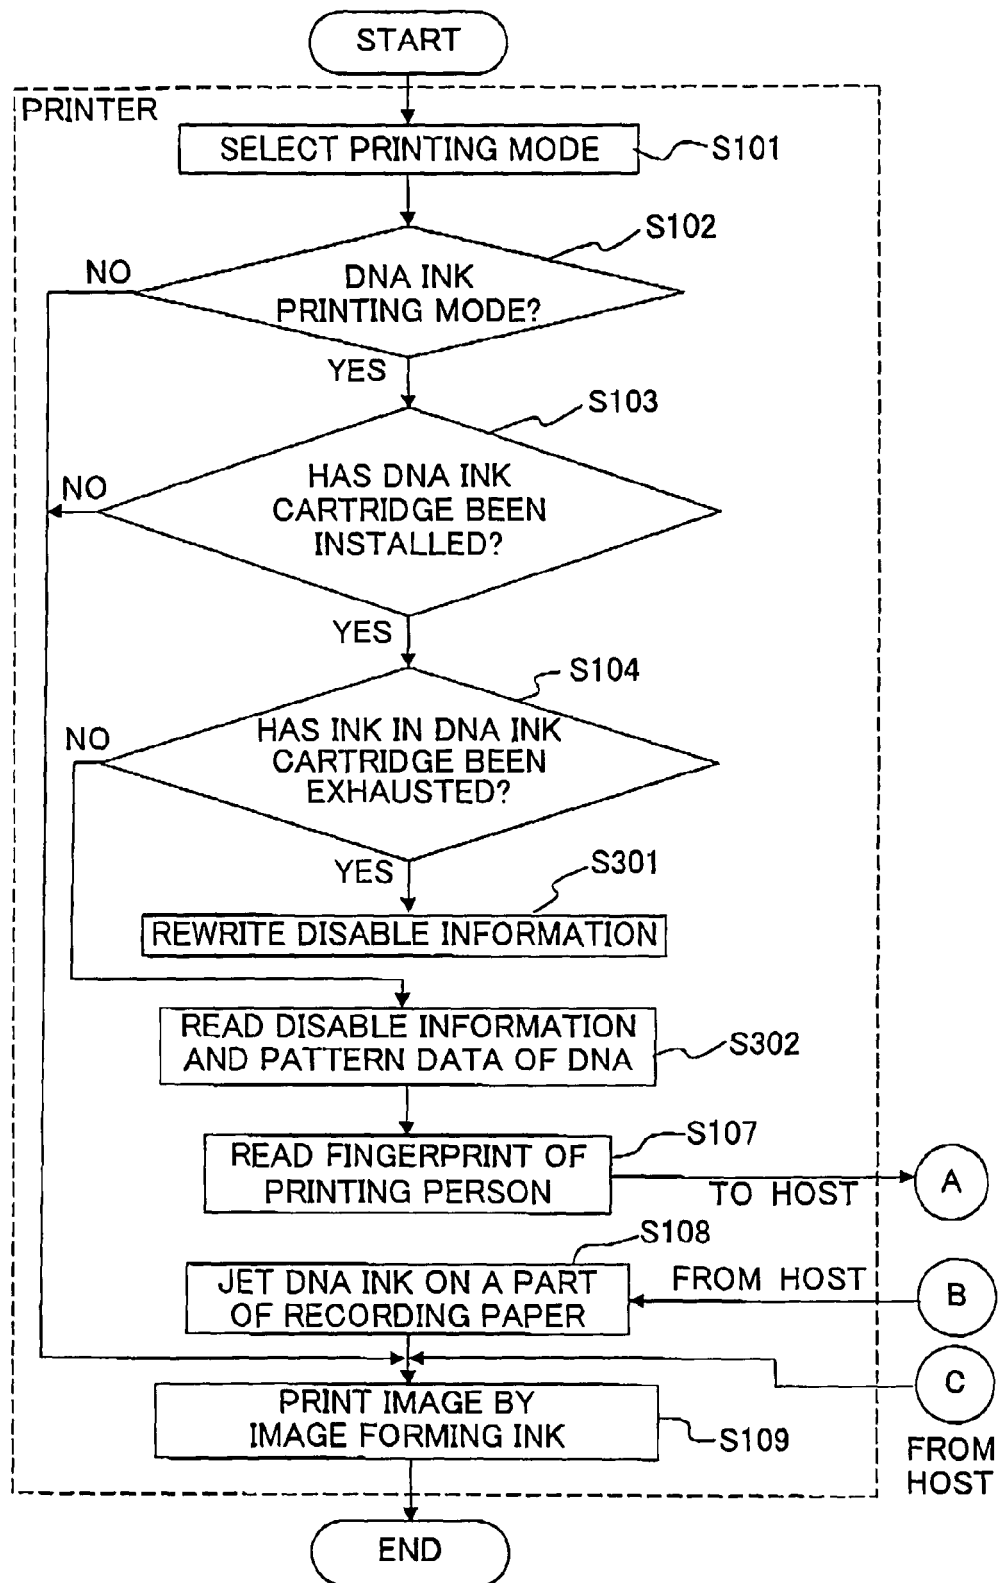 START
PRINTER
SELECT PRINTING MODE
S101
S102
NO
DNA INK
PRINTING MODE?
YES
S103
NO
HAS DNA INK
CARTRIDGE BEEN
INSTALLED?
YES
S104
NO
HAS INK IN DNA INK
CARTRIDGE BEEN
EXHAUSTED?
YES
S301
REWRITE DISABLE INFORMATION
READ DISABLE INFORMATION
AND PATTERN DATA OF DNA
S302
S107
READ FINGERPRINT OF
PRINTING PERSON
TO HOST
A
S108
JET DNA INK ON A PART
OF RECORDING PAPER
FROM HOST
B
C
PRINT IMAGE BY
IMAGE FORMING INK
S109
FROM
HOST
END